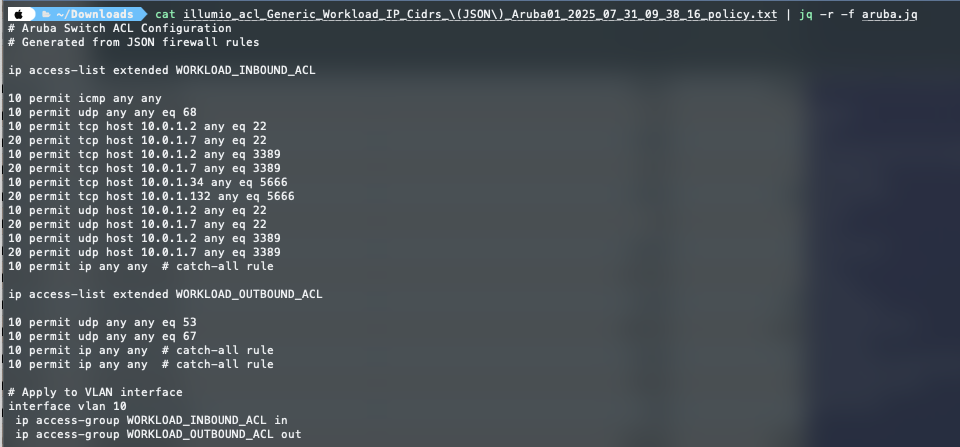 ~/Downloads cat illumio_acl_Generic_Workload_IP_Cidrs_\(JSON\)_Aruba01_2025_07_31_09_38_16_policy.txt | jq -r -f aruba.jq
# Aruba Switch ACL Configuration
# Generated from JSON firewall rules
ip access-list extended WORKLOAD_INBOUND_ACL
10 permit icmp any any
10 permit udp any any eq 68
10 permit tcp host 10.0.1.2 any eq 22
20 permit tcp host 10.0.1.7 any eq 22
10 permit tcp host 10.0.1.2 any eq 3389
20 permit tcp host 10.0.1.7 any eq 3389
10 permit tcp host 10.0.1.34 any eq 5666
20 permit tcp host 10.0.1.132 any eq 5666
10 permit udp host 10.0.1.2 any eq 22
20 permit udp host 10.0.1.7 any eq 22
10 permit udp host 10.0.1.2 any eq 3389
20 permit udp host 10.0.1.7 any eq 3389
10 permit ip any any  # catch-all rule
ip access-list extended WORKLOAD_OUTBOUND_ACL
10 permit udp any any eq 53
10 permit udp any any eq 67
10 permit ip any any  # catch-all rule
10 permit ip any any  # catch-all rule
# Apply to VLAN interface
interface vlan 10
 ip access-group WORKLOAD_INBOUND_ACL in
 ip access-group WORKLOAD_OUTBOUND_ACL out